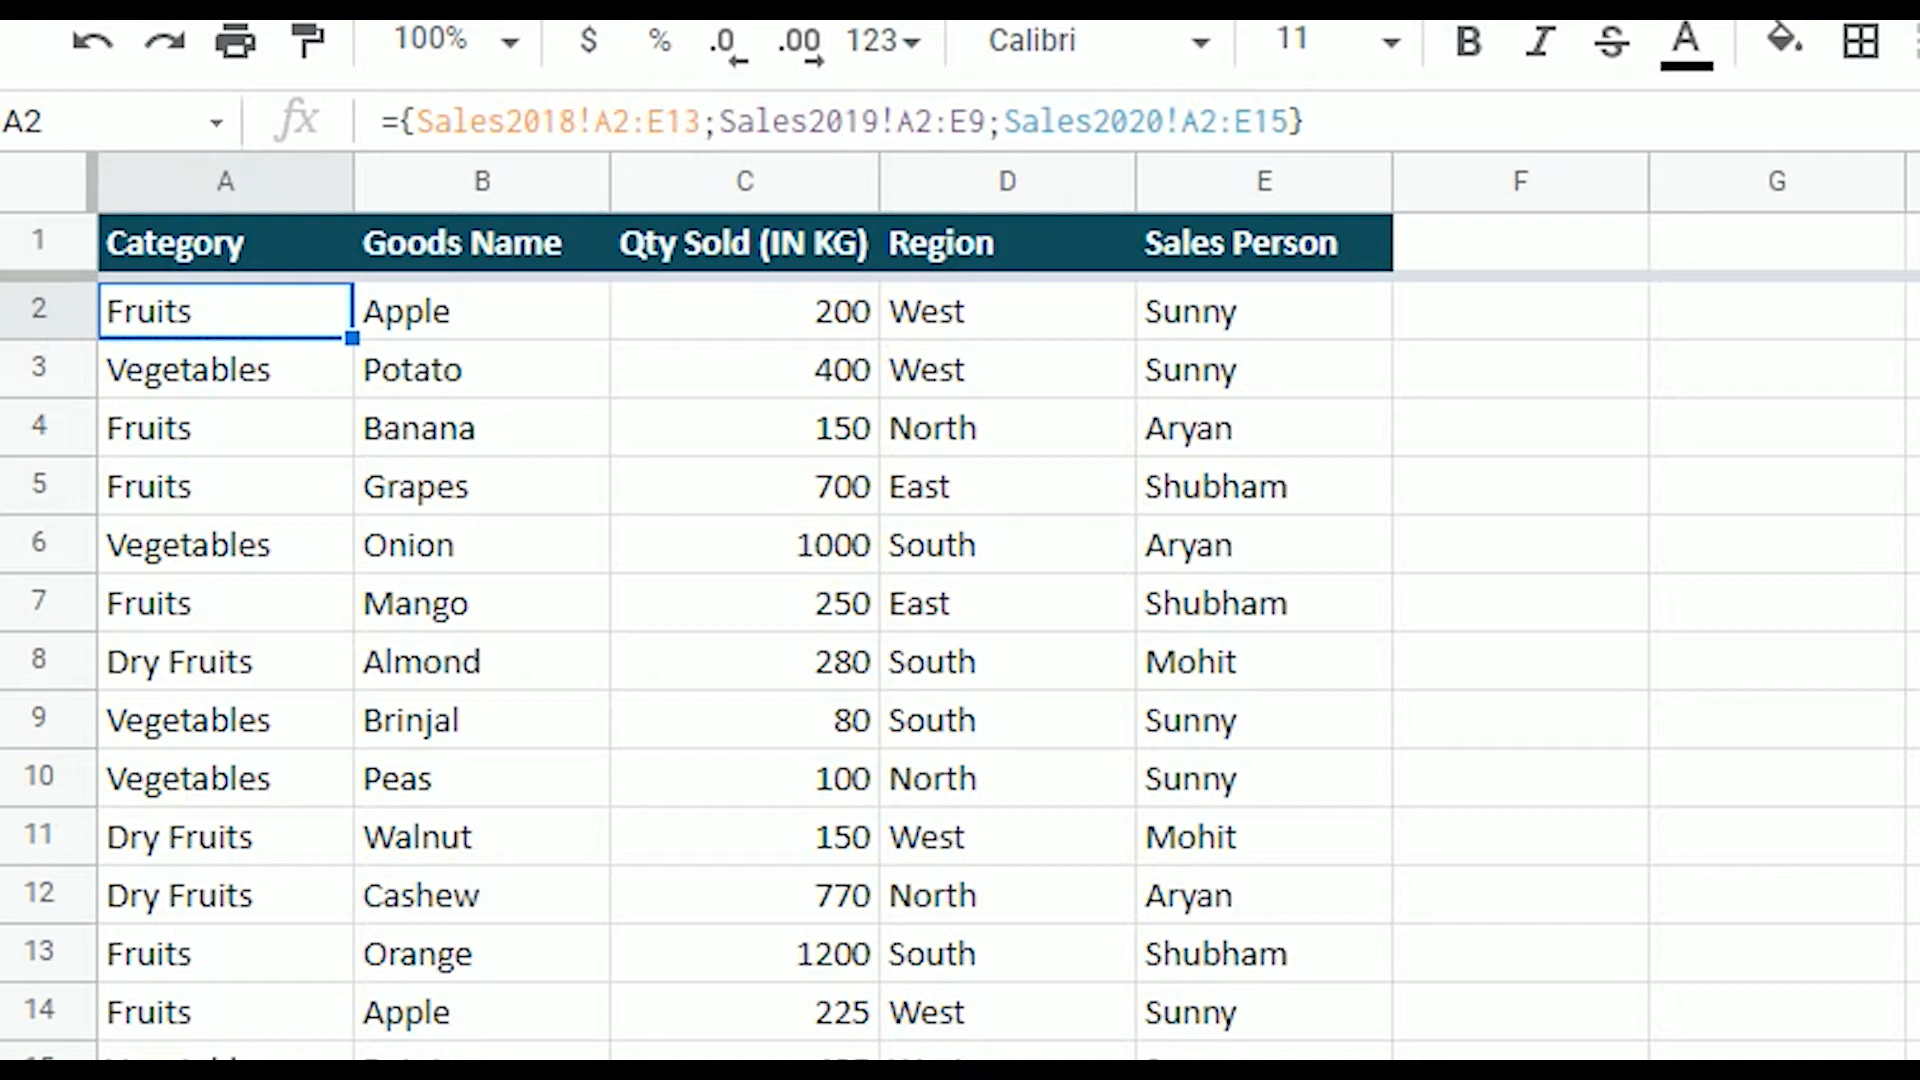 100% $ % .0 .00 123 Calibri 11 B I S A
A2 fx ={Sales2018!A2:E13;Sales2019!A2:E9;Sales2020!A2:E15}
A B C D E F G
1 Category Goods Name Qty Sold (IN KG) Region Sales Person
2 Fruits Apple 200 West Sunny
3 Vegetables Potato 400 West Sunny
4 Fruits Banana 150 North Aryan
5 Fruits Grapes 700 East Shubham
6 Vegetables Onion 1000 South Aryan
7 Fruits Mango 250 East Shubham
8 Dry Fruits Almond 280 South Mohit
9 Vegetables Brinjal 80 South Sunny
10 Vegetables Peas 100 North Sunny
11 Dry Fruits Walnut 150 West Mohit
12 Dry Fruits Cashew 770 North Aryan
13 Fruits Orange 1200 South Shubham
14 Fruits Apple 225 West Sunny